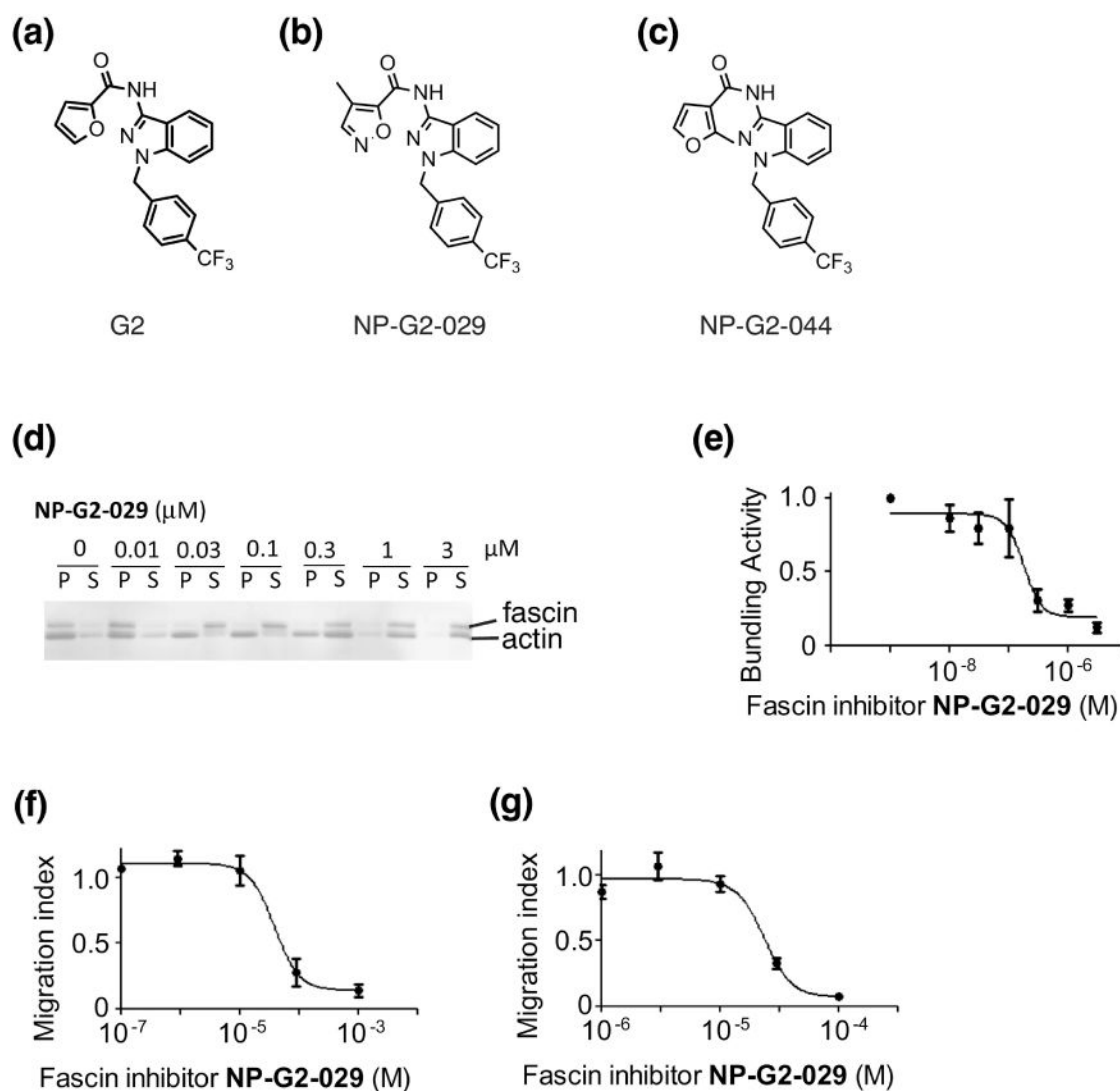 (a)
(b)
(c)
O
NH
O
N
N
CF3
G2
O
NH
N
O
N
N
CF3
NP-G2-029
O
NH
O
N
N
CF3
NP-G2-044
(d)
NP-G2-029 (μM)
0 0.01 0.03 0.1 0.3 1 3 μM
P S P S P S P S P S P S P S
fascin
actin
(e)
Bundling Activity
1.0
0.5
0
10-8 10-6
Fascin inhibitor NP-G2-029 (M)
(f)
Migration index
1.0
0.5
0
10-7 10-5 10-3
Fascin inhibitor NP-G2-029 (M)
(g)
Migration index
1.0
0.5
0
10-6 10-5 10-4
Fascin inhibitor NP-G2-029 (M)